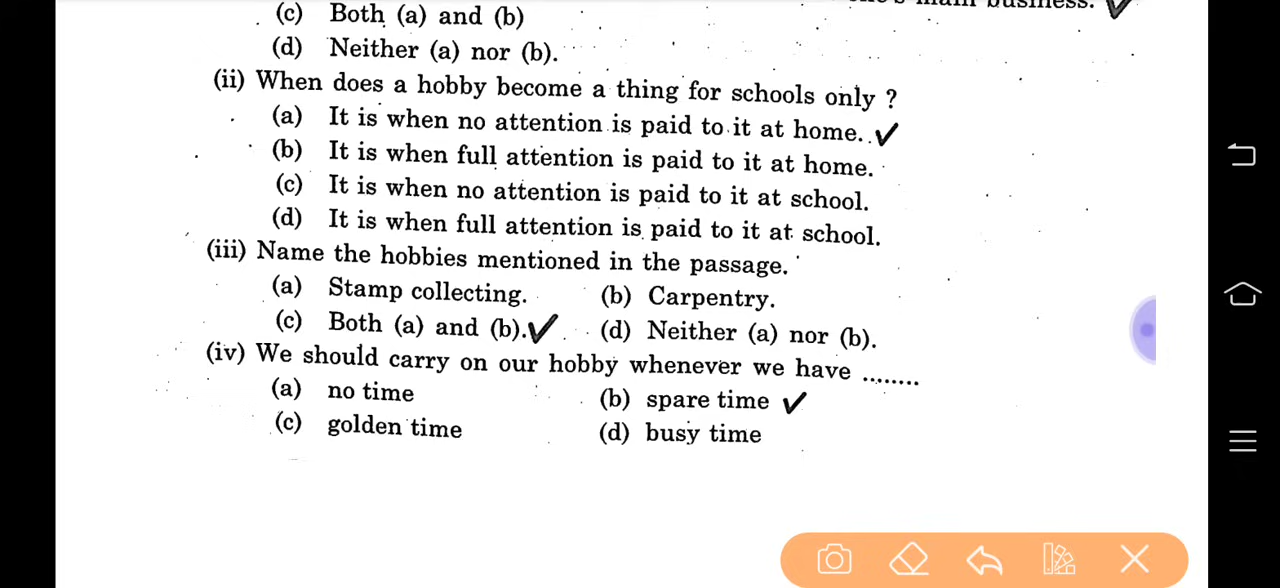 (c) Both (a) and (b)
main business.
(d) Neither (a) nor (b).
(ii) When does a hobby become a thing for schools only ?
(a) It is when no attention is paid to it at home.
(b) It is when full attention is paid to it at home.
(c) It is when no attention is paid to it at school.
(d) It is when full attention is paid to it at school.
(iii) Name the hobbies mentioned in the passage.
(a) Stamp collecting. (b) Carpentry.
(c) Both (a) and (b). (d) Neither (a) nor (b).
(iv) We should carry on our hobby whenever we have ........
(a) no time (b) spare time
(c) golden time (d) busy time